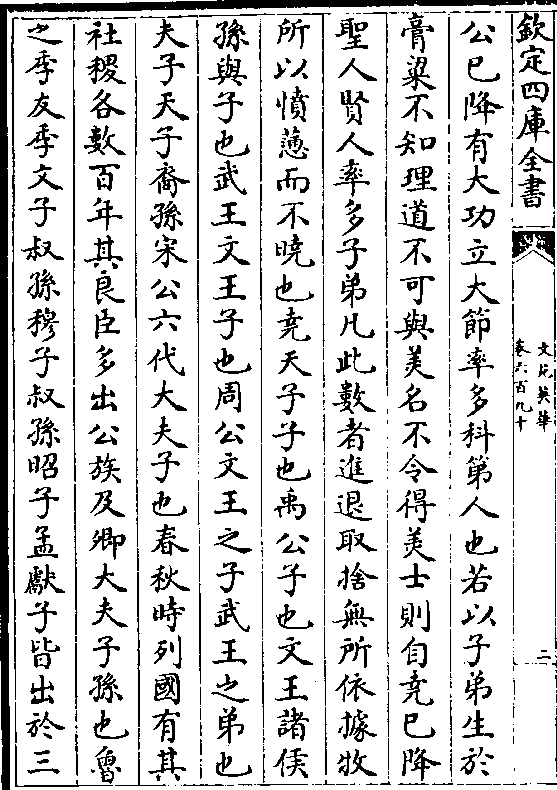 欽定四庫全書
文苑英華
卷六百九十
二
公已降有大功立大節率多科第人也若以子弟生於
膏粱不知理道不可與美名不令得美士則自堯已降
聖人賢人率多子弟凡此數者進退取捨無所依據牧
所以憤懣而不曉也堯天子子也禹公子也文王諸侯
孫與子也武王文王子也周公文王之子武王之弟也
夫子天子裔孫宋公六代大夫子也春秋時列國有其
社稷各數百年其良臣多出公族及卿大夫子孫也魯
之季友季文子叔孫穆子叔孫昭子孟獻子皆出於三